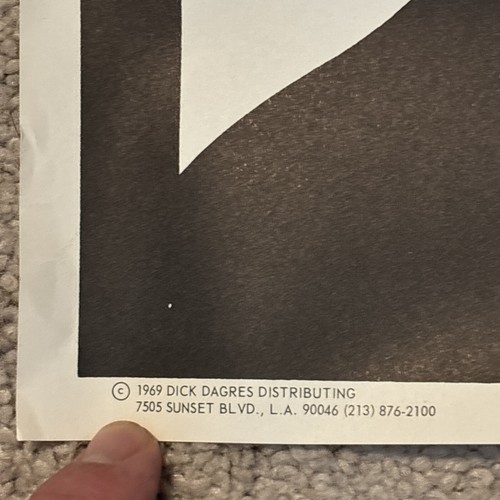 © 1969 DICK DAGRES DISTRIBUTING
7505 SUNSET BLVD., L.A. 90046 (213) 876-2100